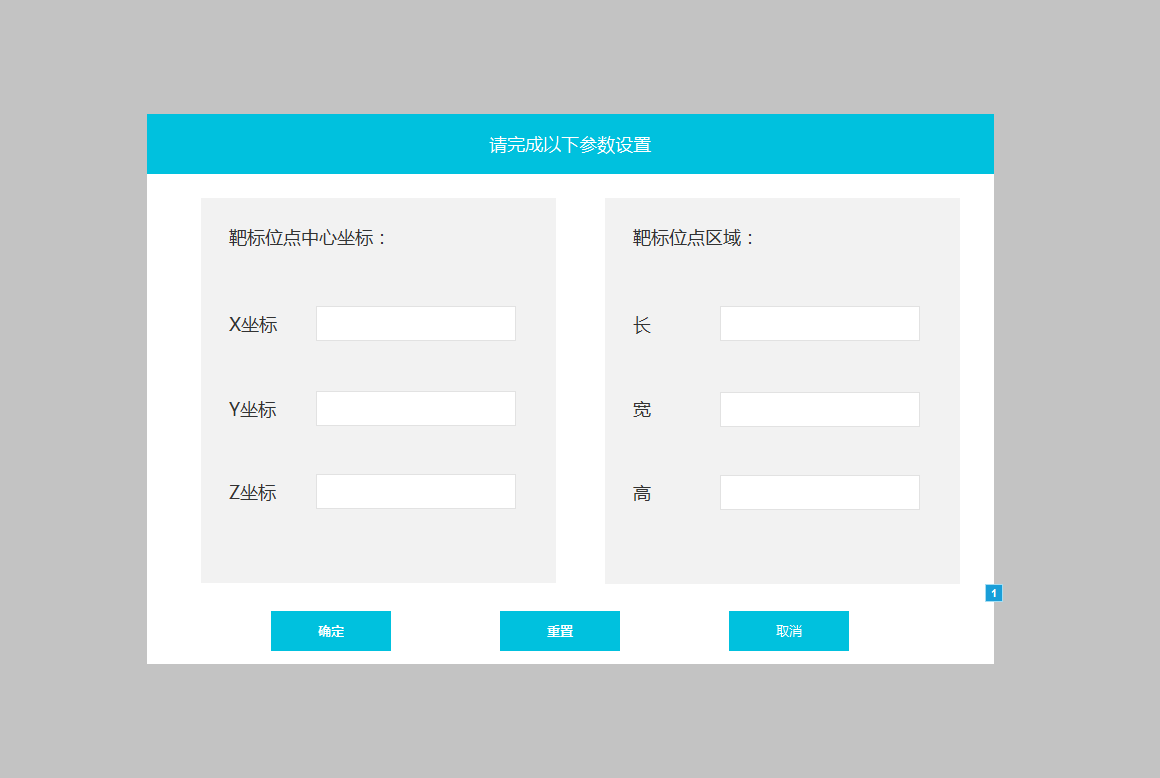 请完成以下参数设置
靶标位点中心坐标：
X坐标
Y坐标
Z坐标
靶标位点区域：
长
宽
高
1
确定
重置
取消